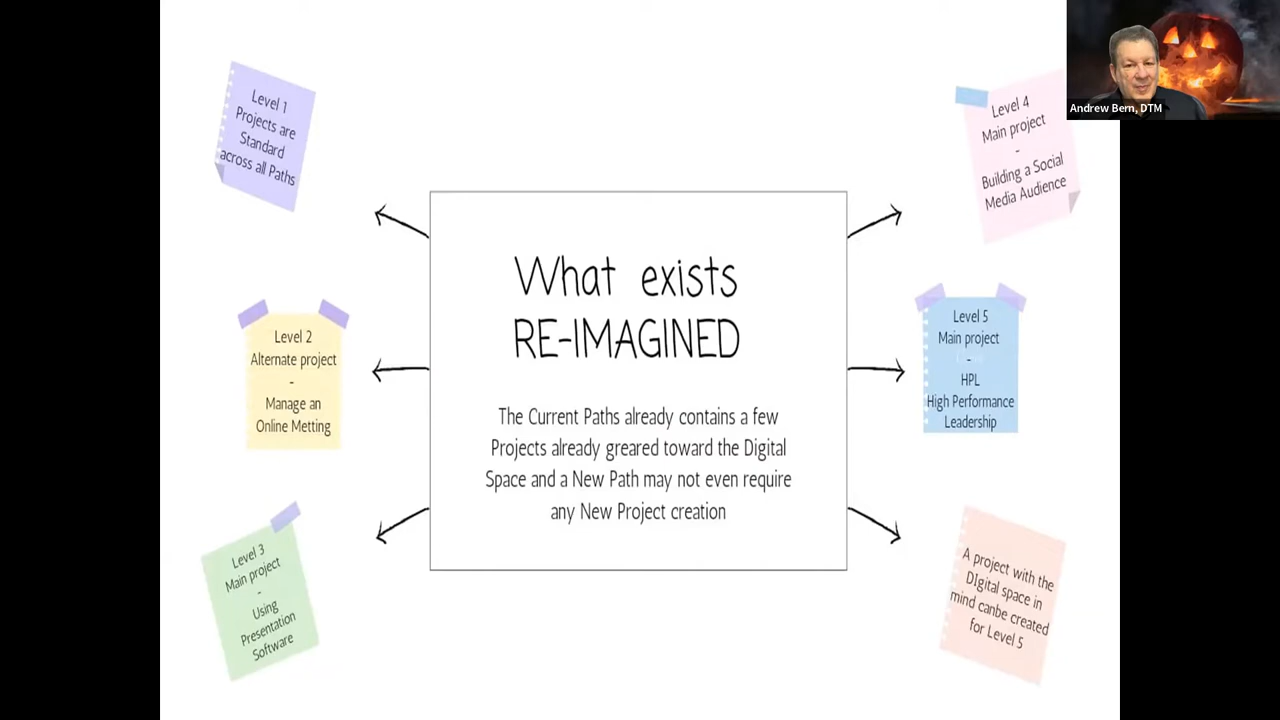 Level 1
Projects are
Standard
across all Paths
Level 2
Alternate project
-
Manage an
Online Metting
Level 3
Main project
-
Using
Presentation
Software
What exists
RE-IMAGINED
The Current Paths already contains a few
Projects already greared toward the Digital
Space and a New Path may not even require
any New Project creation
Level 4
Main project
-
Building a Social
Media Audience
Level 5
Main project
-
HPL
High Performance
Leadership
A project with the
DIgital space in
mind canbe created
for Level 5
Andrew Bern, DTM